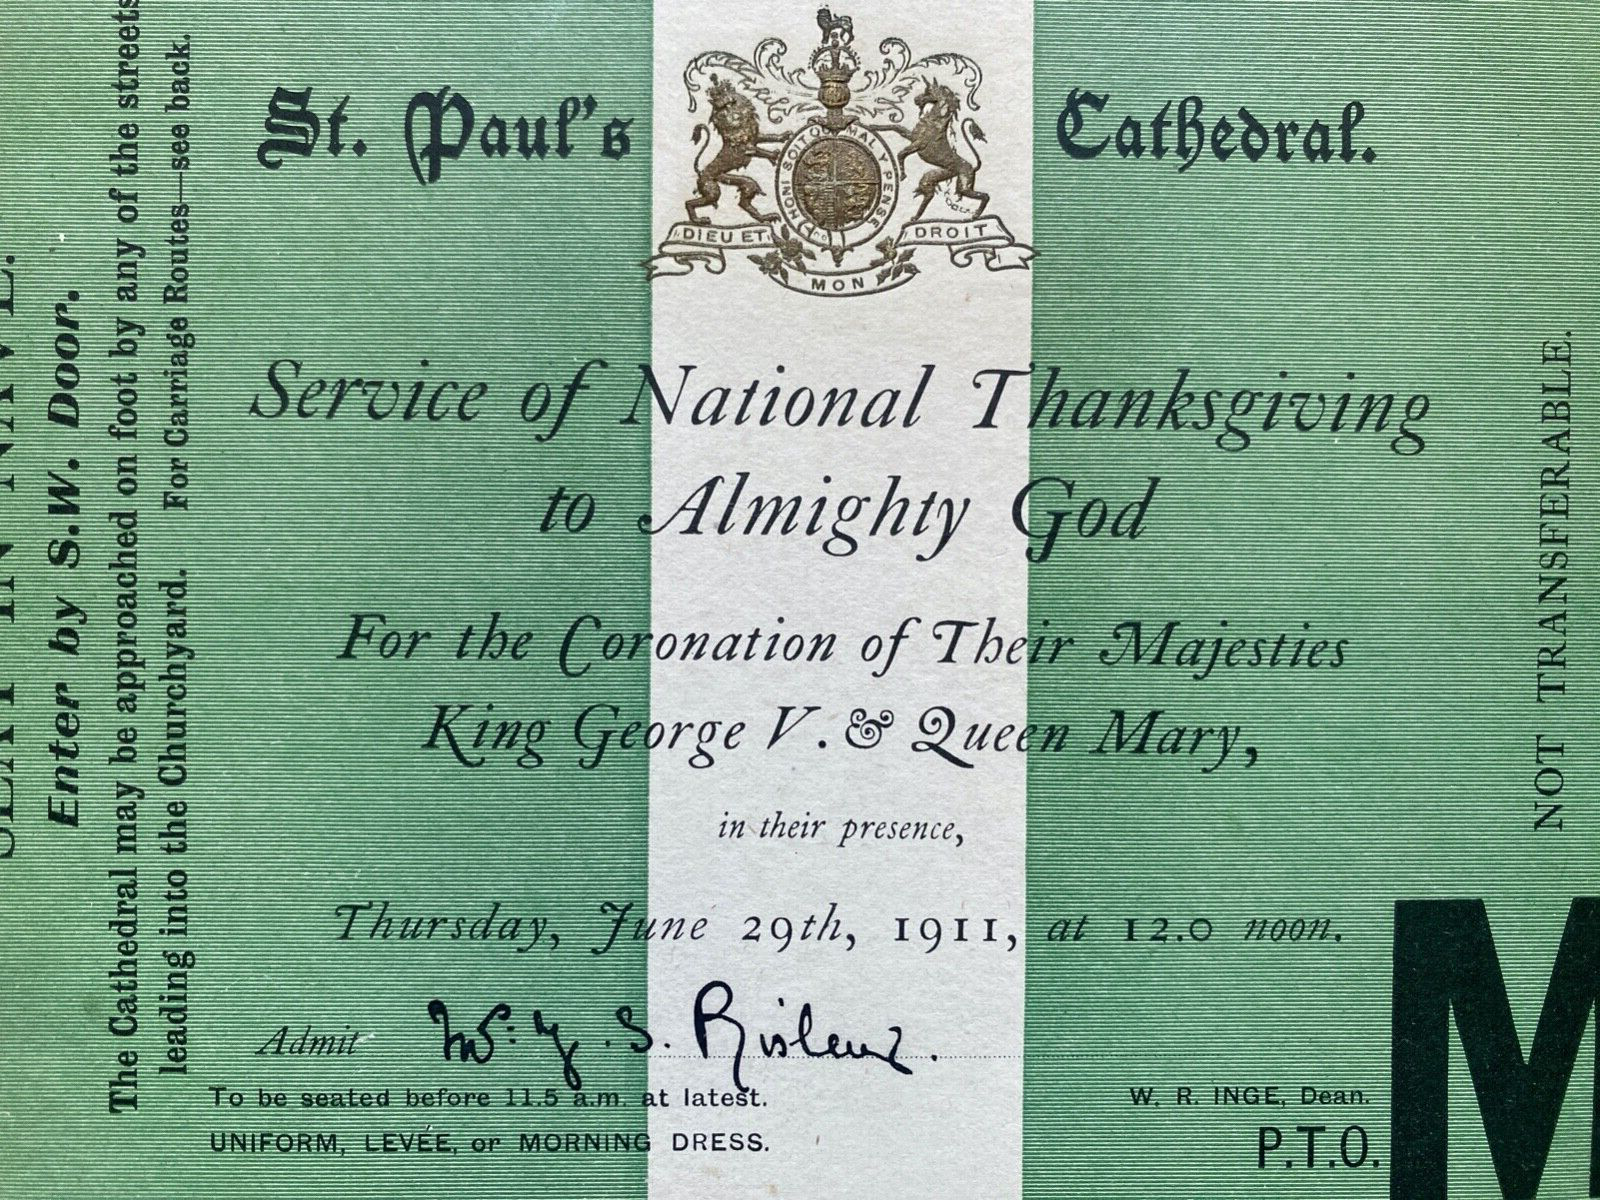 SEAT IN NAVE.
Enter by S.W. Door.
The Cathedral may be approached on foot by any of the streets
leading into the Churchyard. For Carriage Routes—see back.
St. Paul's Cathedral.
HONI SOIT QUI MAL Y PENSE
DIEU ET MON DROIT
Service of National Thanksgiving
to Almighty God
For the Coronation of Their Majesties
King George V. & Queen Mary,
in their presence,
Thursday, June 29th, 1911, at 12.0 noon.
Admit
To be seated before 11.5 a.m. at latest.
UNIFORM, LEVÉE, or MORNING DRESS.
W. R. INGE, Dean.
P.T.O.
M
NOT TRANSFERABLE.